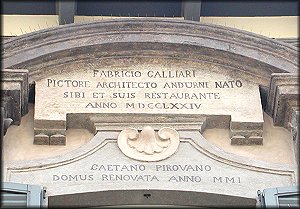 FABRICIO GALLIARI
PICTORE ARCHITECTO ANDURNE NATO
SIBI ET SUIS RESTAURANTE
ANNO MDCCLXXIV
GAETANO PIROVANO
DOMUS RENOVATA ANNO MMI